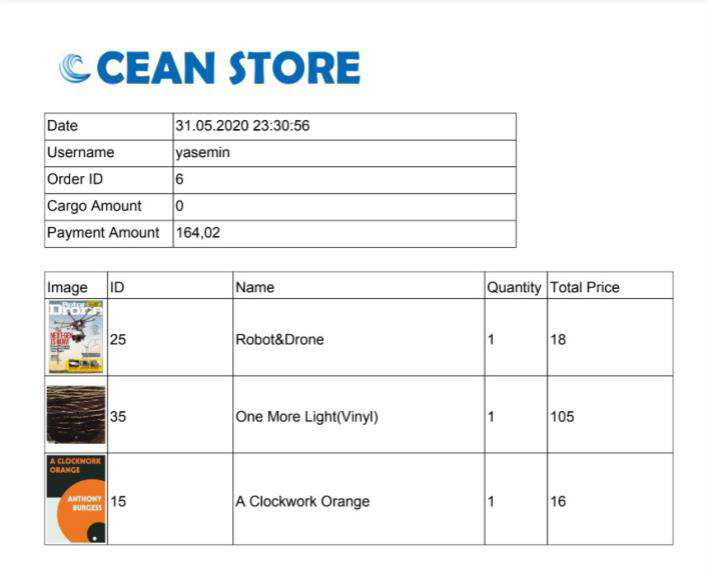 CEAN STORE
Date 31.05.2020 23:30:56
Username yasemin
Order ID 6
Cargo Amount 0
Payment Amount 164,02
Image ID Name Quantity Total Price
Drone
25 Robot&Drone 1 18
35 One More Light(Vinyl) 1 105
A CLOCKWORK
ORANGE
ANTHONY
BURGESS
15 A Clockwork Orange 1 16